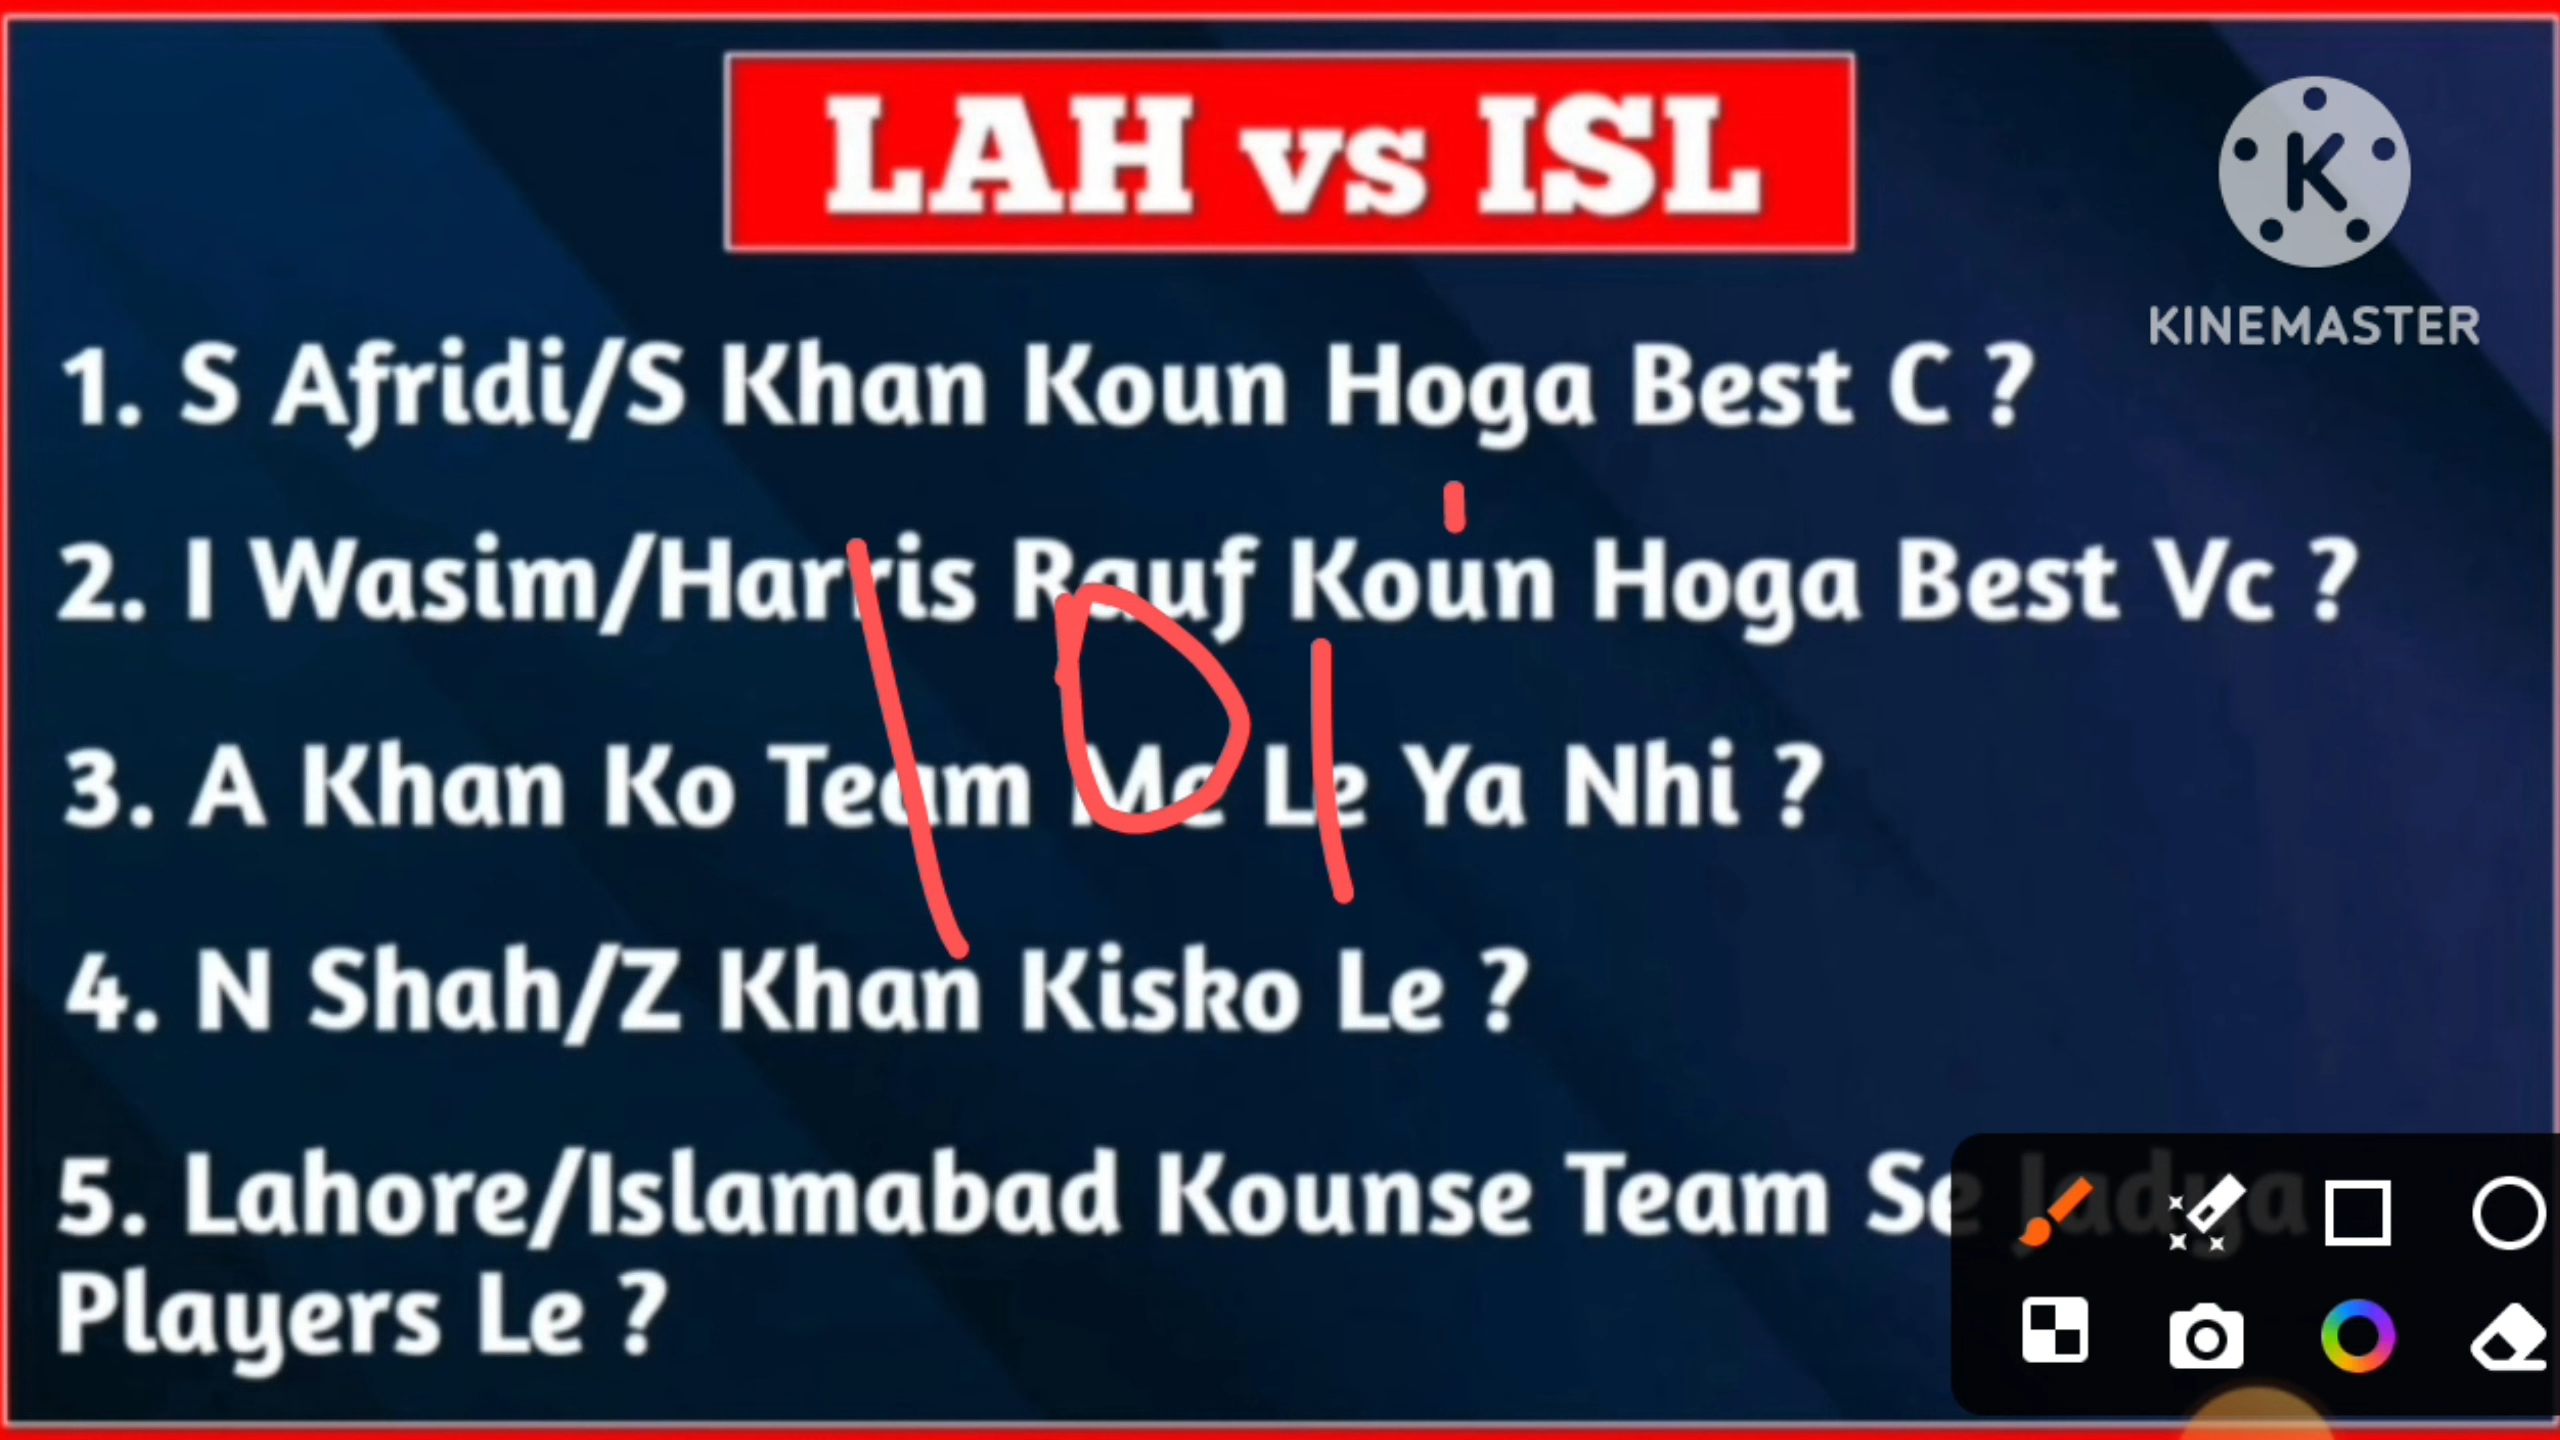 LAH vs ISL
K
KINEMASTER
1. S Afridi/S Khan Koun Hoga Best C ?
2. I Wasim/Harris Rauf Koun Hoga Best Vc ?
3. A Khan Ko Team Me Le Ya Nhi ?
4. N Shah/Z Khan Kisko Le ?
5. Lahore/Islamabad Kounse Team Se Jadya
Players Le ?
101